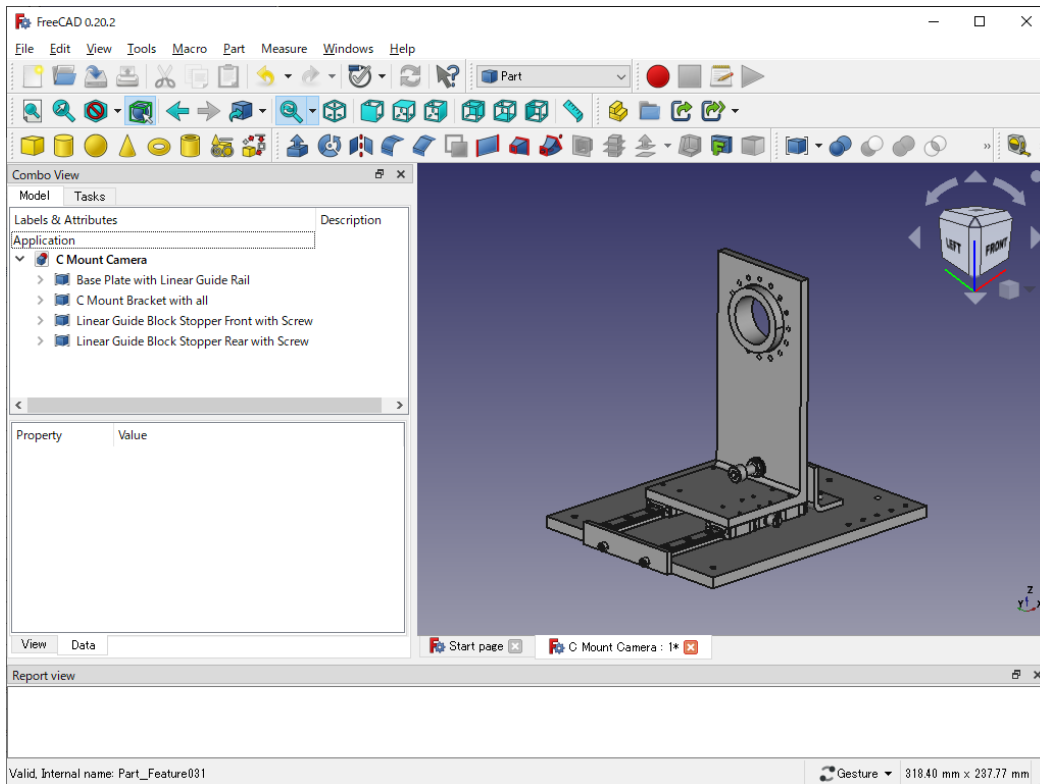 FreeCAD 0.20.2
File Edit View Tools Macro Part Measure Windows Help
Part
Combo View
Model Tasks
Labels & Attributes Description
Application
C Mount Camera
Base Plate with Linear Guide Rail
C Mount Bracket with all
Linear Guide Block Stopper Front with Screw
Linear Guide Block Stopper Rear with Screw
Property Value
LEFT FRONT
Z
Y X
View Data
Start page C Mount Camera : 1*
Report view
Valid, Internal name: Part_Feature031
Gesture 318.40 mm x 237.77 mm